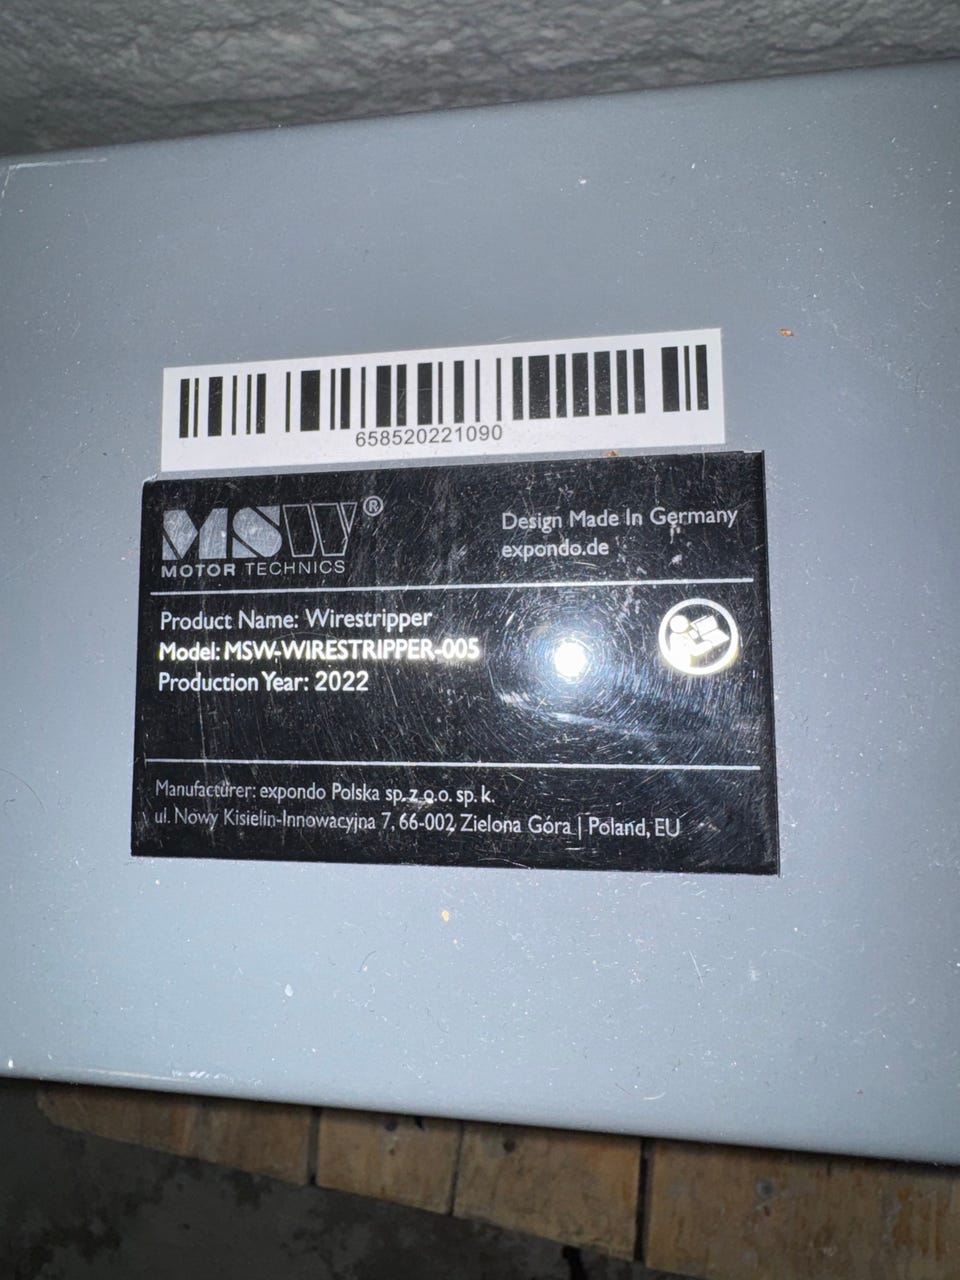 658520221090
MSW®
MOTOR TECHNICS
Design Made In Germany
expondo.de
Product Name: Wirestripper
Model: MSW-WIRESTRIPPER-005
Production Year: 2022
Manufacturer: expondo Polska sp. z o.o. sp. k.
ul. Nowy Kisielin-Innowacyjna 7, 66-002 Zielona Góra | Poland, EU